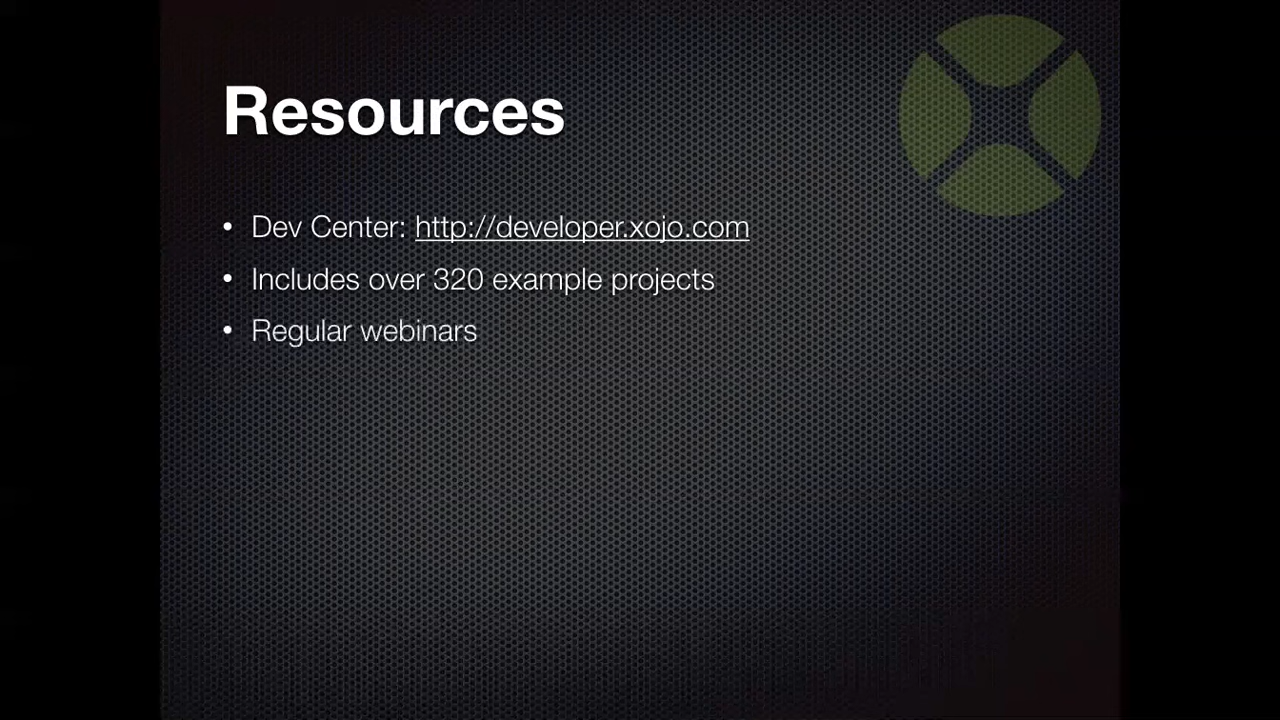 Resources
• Dev Center: http://developer.xojo.com
• Includes over 320 example projects
• Regular webinars